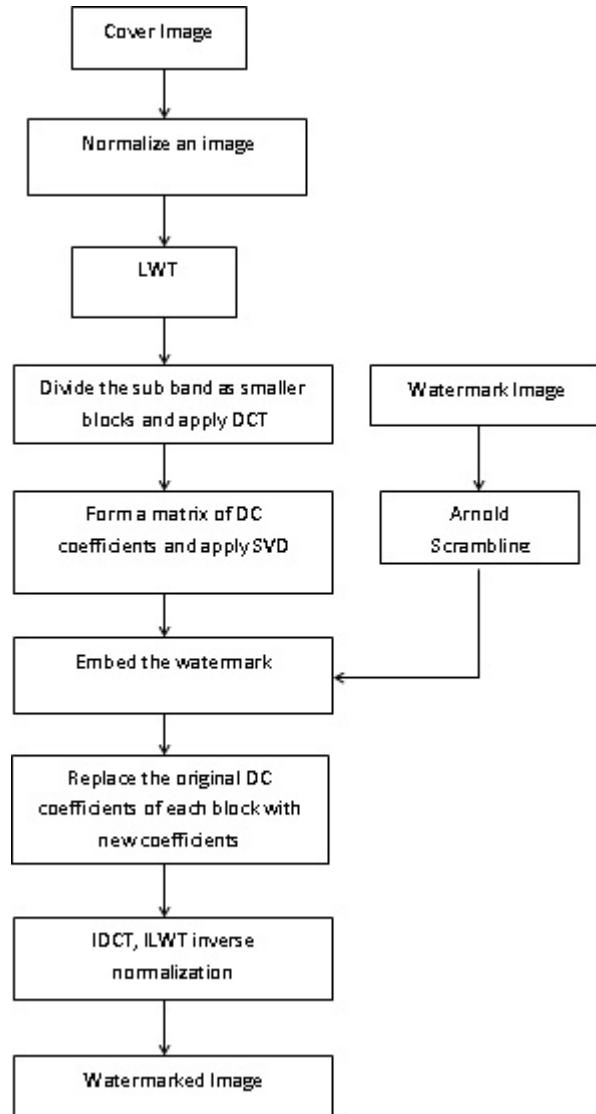 Cover Image
Normalize an image
LWT
Divide the sub band as smaller
blocks and apply DCT
Watermark Image
Form a matrix of DC
coefficients and apply SVD
Arnold
Scrambling
Embed the watermark
Replace the original DC
coefficients of each block with
new coefficients
IDCT, ILWT inverse
normalization
Watermarked Image